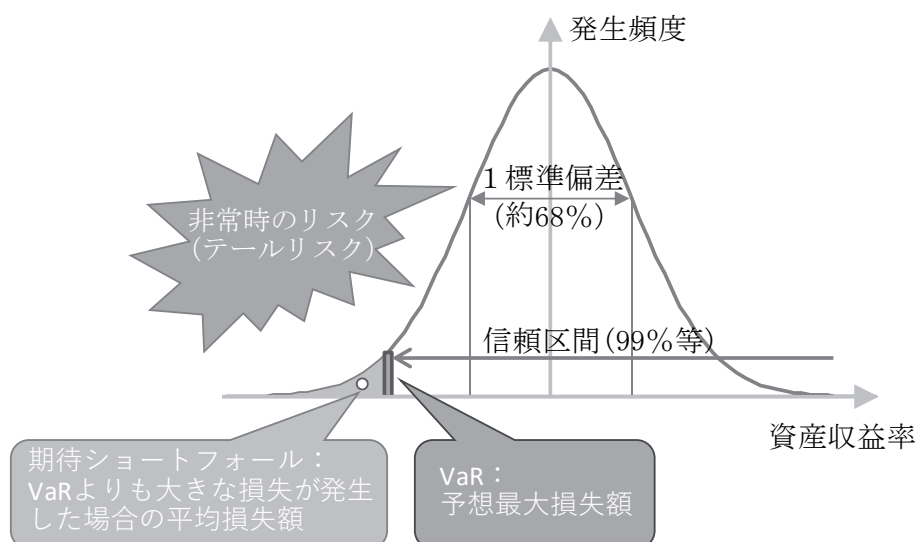 発生頻度
１標準偏差
(約68％)
非常時のリスク
(テールリスク)
信頼区間(99％等)
資産収益率
期待ショートフォール：
VaRよりも大きな損失が発生
した場合の平均損失額
VaR：
予想最大損失額